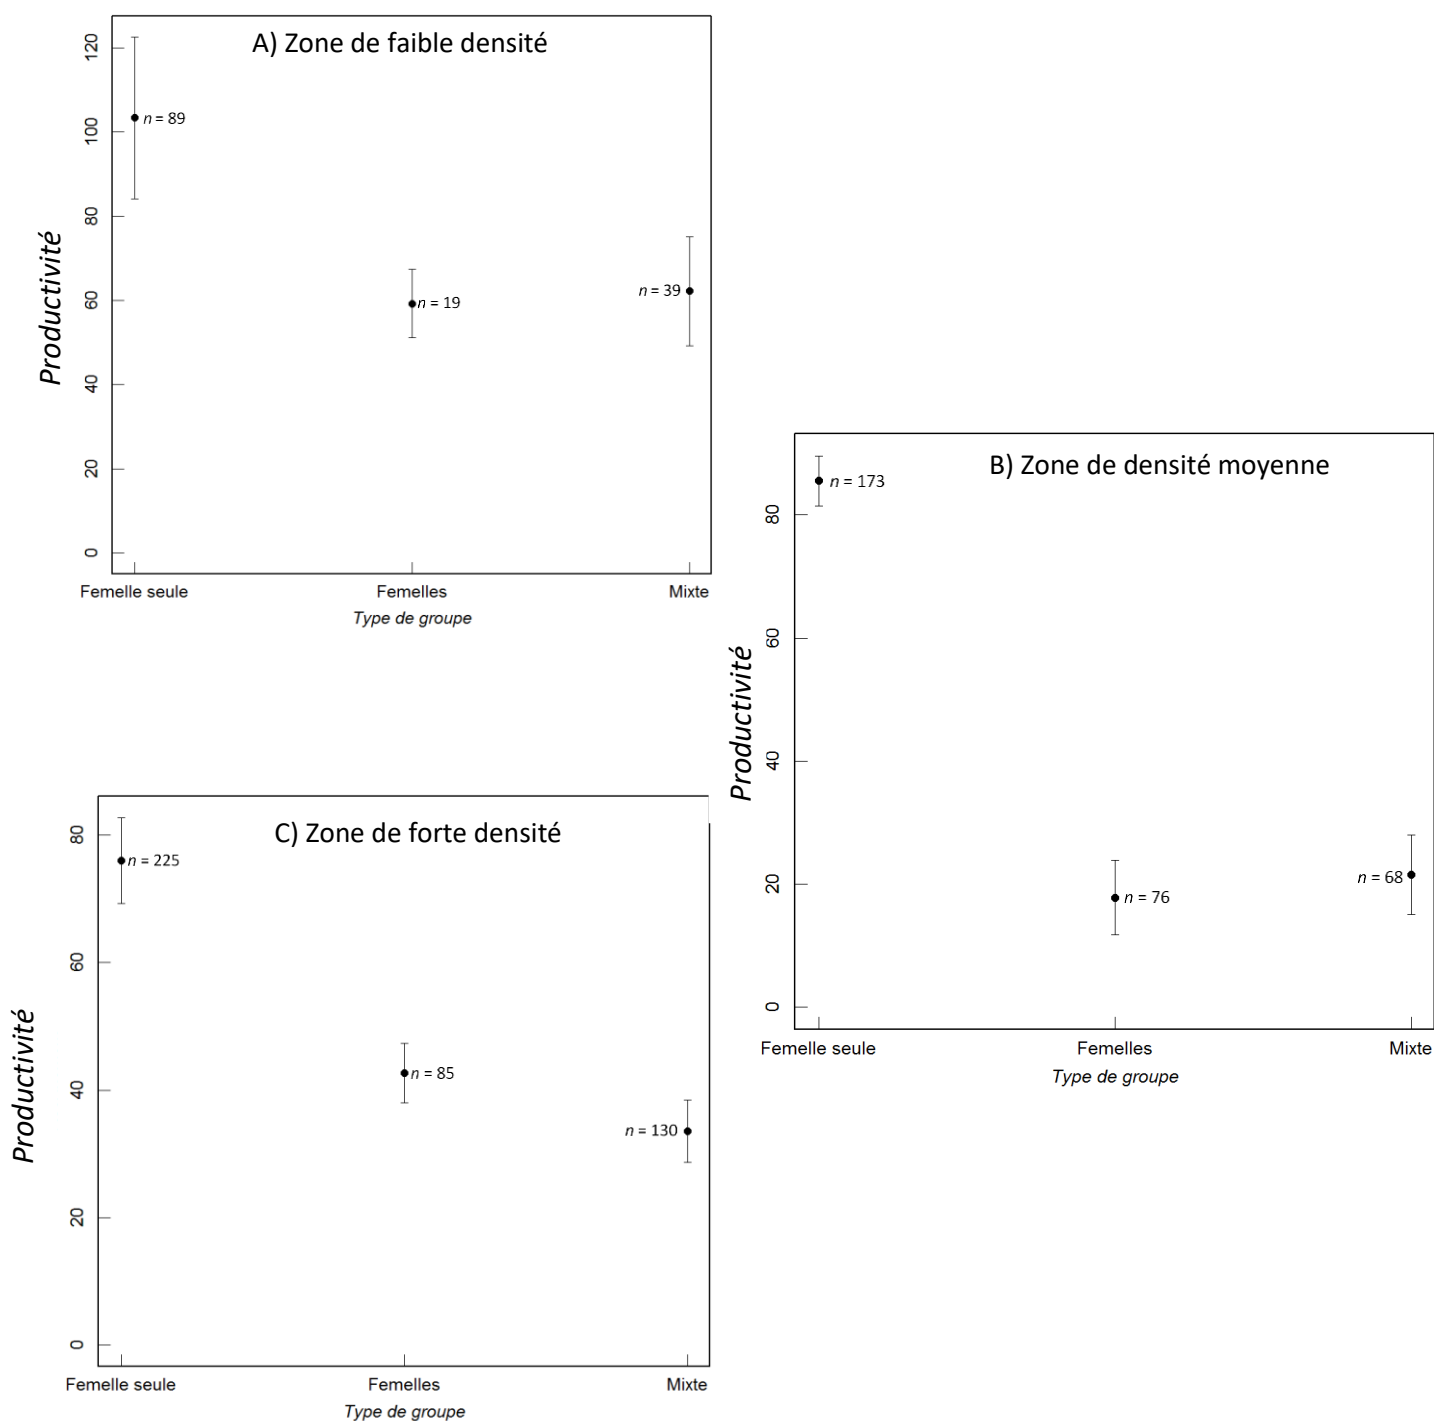 A) Zone de faible densité
Productivité
120
100
80
60
40
20
0
n = 89
n = 19
n = 39
Femelle seule
Femelles
Mixte
Type de groupe
B) Zone de densité moyenne
Productivité
80
60
40
20
0
n = 173
n = 76
n = 68
Femelle seule
Femelles
Mixte
Type de groupe
C) Zone de forte densité
Productivité
80
60
40
20
0
n = 225
n = 85
n = 130
Femelle seule
Femelles
Mixte
Type de groupe